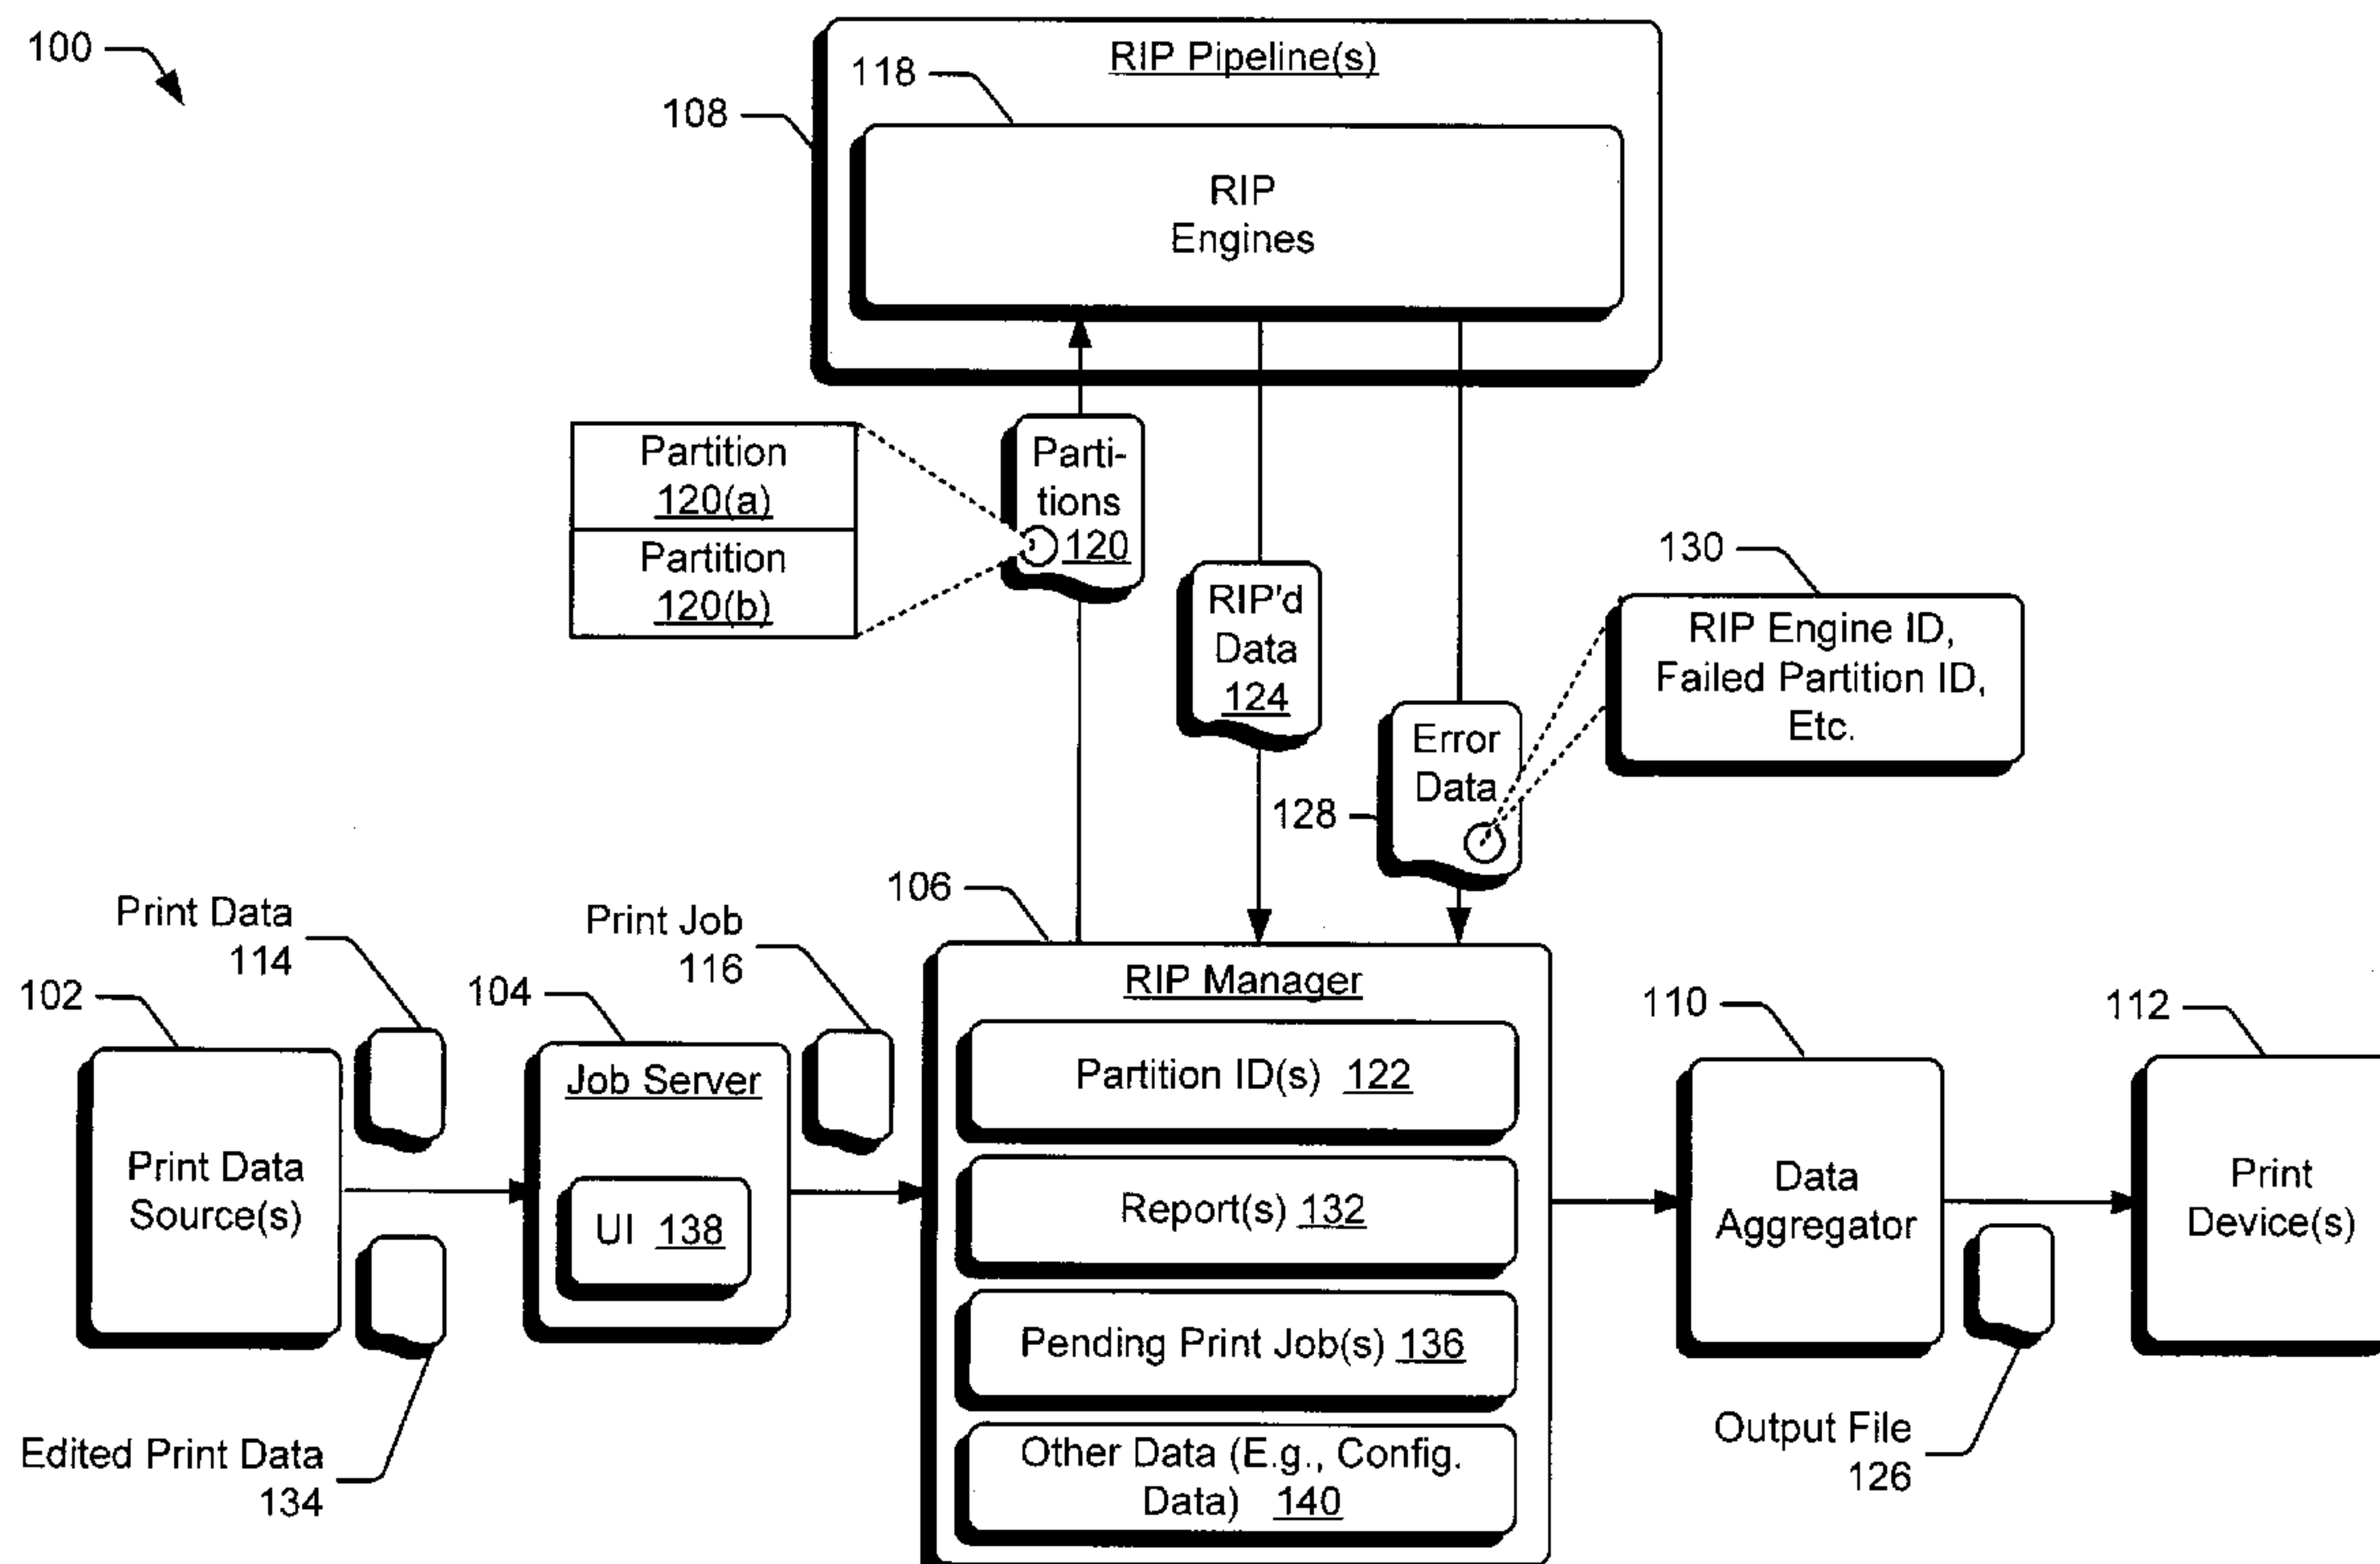 100
RIP Pipeline(s)
118
108
RIP
Engines
Partition
120(a)
Partition
120(b)
Parti-
tions
120
RIP'd
Data
124
130
RIP Engine ID,
Failed Partition ID,
Etc.
Error
Data
128
106
Print Data
114
Print Job
116
102
104
RIP Manager
110
112
Job Server
Partition ID(s) 122
Print Data
Source(s)
UI 138
Report(s) 132
Data
Aggregator
Print
Device(s)
Pending Print Job(s) 136
Edited Print Data
134
Other Data (E.g., Config.
Data) 140
Output File
126